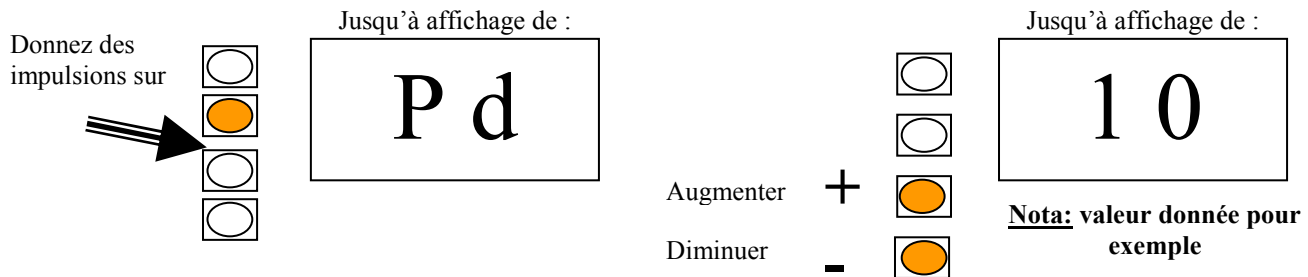 Donnez des
impulsions sur
Jusqu'à affichage de :
P d
Augmenter +
Diminuer -
Jusqu'à affichage de :
1 0
Nota: valeur donnée pour
exemple